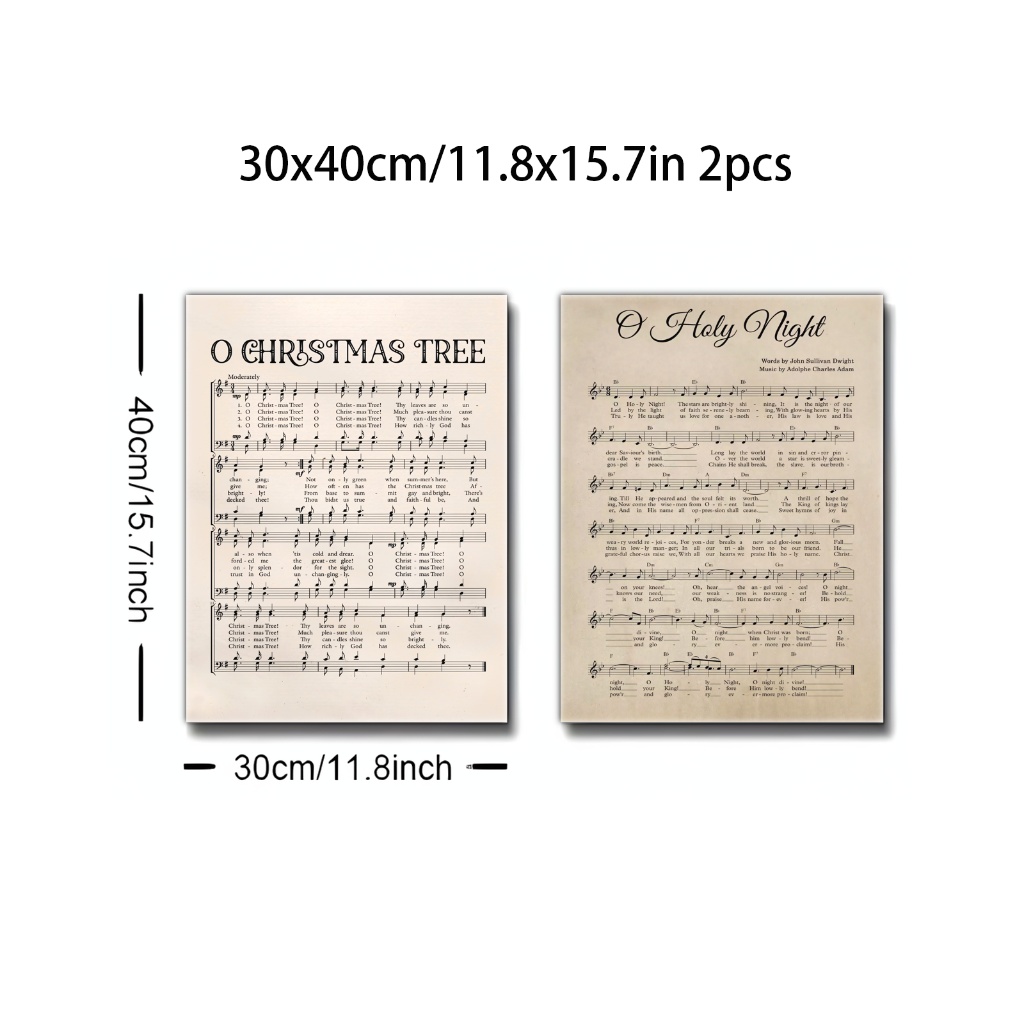 30x40cm/11.8x15.7in 2pcs
40cm/15.7inch
30cm/11.8inch
O CHRISTMAS TREE
Moderately
1. O Christ - mas Tree! O Christ - mas Tree! Thy leaves are so un -
2. O Christ - mas Tree! O Christ - mas Tree! Much plea - sure thou canst
3. O Christ - mas Tree! O Christ - mas Tree! Thy can - dles shine so
4. O Christ - mas Tree! O Christ - mas Tree! How rich - ly God has
chan - ging; Not on - ly green when sum - mer's here, But
give me; How oft - en has the Christ-mas tree Af -
bright - ly! From base to sum - mit gay and bright, There's
decked thee! Thou bidst us true and faith - ful be, And
al - so when 'tis cold and drear. O Christ - mas Tree! O
ford - ed me the great - est glee! O Christ - mas Tree! O
on - ly splen - dor for the sight. O Christ - mas Tree! O
trust in God un - chan - ging - ly. O Christ - mas Tree! O
Christ - mas Tree! Thy leaves are so un - chan - ging.
Christ - mas Tree! Much plea - sure thou canst give me.
Christ - mas Tree! Thy can - dles shine so bright - ly.
Christ - mas Tree! How rich - ly God has decked thee.
O Holy Night
Words by John Sullivan Dwight
Music by Adolphe Charles Adam
O Ho - ly Night! The stars are bright - ly shi - ning, It is the night of our
Led by the light of faith se - rene - ly beam - ing, With glowing hearts by His
Tru - ly He taught us to love for one a - noth - er, His law is love and His
dear Saviour's birth. Long lay the world in sin and er - ror pin -
cra - dle we stand O - ver the world a star is sweetly gleam -
gos - pel is peace. Chains He shall break, the slave is our broth -
ing Till He ap - peared and the soul felt its worth. A thrill of hope the
ing, Now come the wise - men from O - ri - ent land The King of kings lay
er, And in His name all op - pression shall cease. Sweet hymns of joy in
wea - ry world re - joi - ces, For yon - der breaks a new and glorious morn. Fall
thus in low - ly manger; In all our tri - als born to be our friend. He
grateful chorus raise we, With all our hearts we praise His ho - ly name. Christ
on your knees! Oh, hear the an - gel voi - ces! O night
knows our need, our weak - ness is no strang - er! Be - hold
is the Lord! Oh, praise His name for - ev - er! His pow'r
di - vine, O night when Christ was born, O
your King! Be - fore him low - ly bend! Be -
and glo - ry ev - er - more pro - claim! His
night, O Ho - ly Night, O night di - vine!
hold your King! Be - fore Him low - ly bend!
pow'r and glo - ry ev - er - more pro - claim!